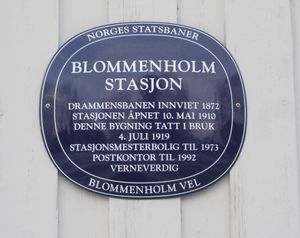 NORGES STATSBANER
BLOMMENHOLM
STASJON
DRAMMENSBANEN INNVIET 1872
STASJONEN ÅPNET 10. MAI 1910
DENNE BYGNING TATT I BRUK
4. JULI 1919
STASJONSMESTERBOLIG TIL 1973
POSTKONTOR TIL 1992
VERNEVERDIG
BLOMMENHOLM VEL